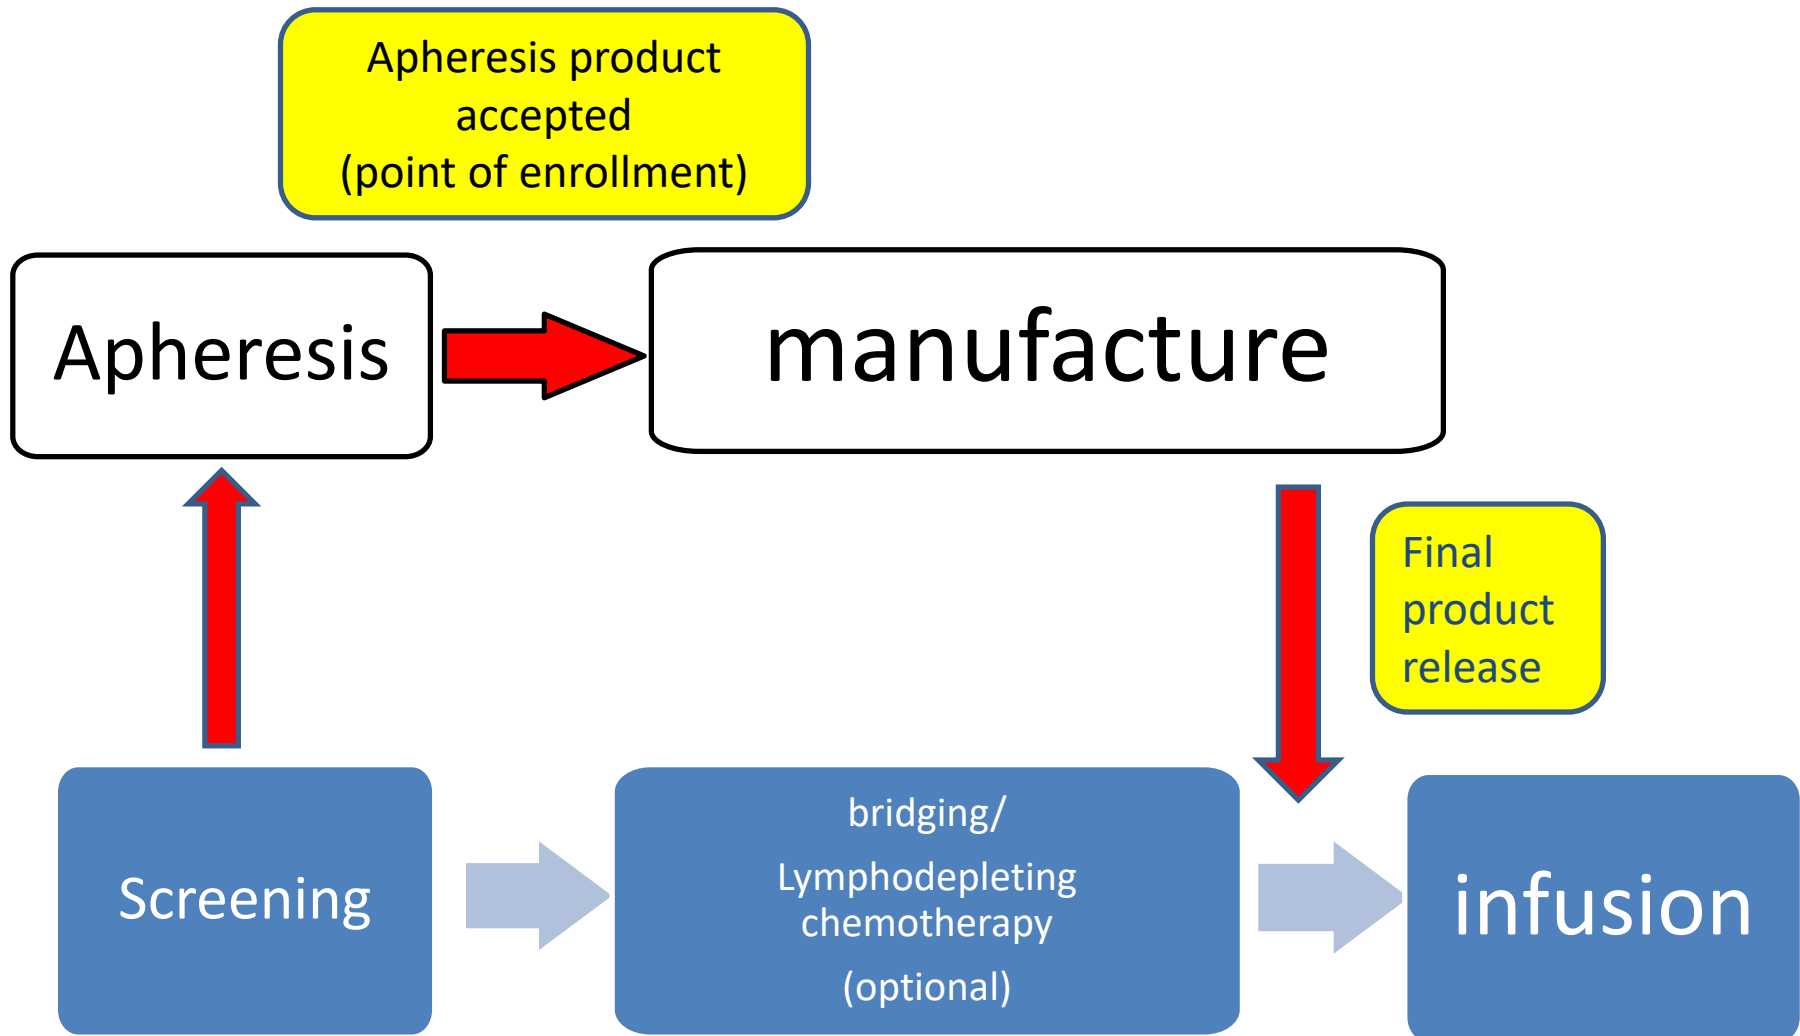 Apheresis product
accepted
(point of enrollment)
Apheresis
manufacture
Final
product
release
Screening
bridging/
Lymphodepleting
chemotherapy
(optional)
infusion